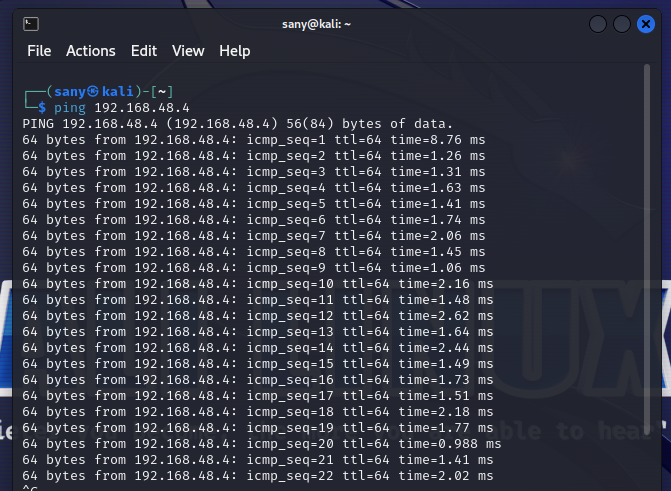 sany@kali: ~
File Actions Edit View Help
┌──(sany㉿kali)-[~]
└─$ ping 192.168.48.4
PING 192.168.48.4 (192.168.48.4) 56(84) bytes of data.
64 bytes from 192.168.48.4: icmp_seq=1 ttl=64 time=8.76 ms
64 bytes from 192.168.48.4: icmp_seq=2 ttl=64 time=1.26 ms
64 bytes from 192.168.48.4: icmp_seq=3 ttl=64 time=1.31 ms
64 bytes from 192.168.48.4: icmp_seq=4 ttl=64 time=1.63 ms
64 bytes from 192.168.48.4: icmp_seq=5 ttl=64 time=1.41 ms
64 bytes from 192.168.48.4: icmp_seq=6 ttl=64 time=1.74 ms
64 bytes from 192.168.48.4: icmp_seq=7 ttl=64 time=2.06 ms
64 bytes from 192.168.48.4: icmp_seq=8 ttl=64 time=1.45 ms
64 bytes from 192.168.48.4: icmp_seq=9 ttl=64 time=1.06 ms
64 bytes from 192.168.48.4: icmp_seq=10 ttl=64 time=2.16 ms
64 bytes from 192.168.48.4: icmp_seq=11 ttl=64 time=1.48 ms
64 bytes from 192.168.48.4: icmp_seq=12 ttl=64 time=2.62 ms
64 bytes from 192.168.48.4: icmp_seq=13 ttl=64 time=1.64 ms
64 bytes from 192.168.48.4: icmp_seq=14 ttl=64 time=2.44 ms
64 bytes from 192.168.48.4: icmp_seq=15 ttl=64 time=1.49 ms
64 bytes from 192.168.48.4: icmp_seq=16 ttl=64 time=1.73 ms
64 bytes from 192.168.48.4: icmp_seq=17 ttl=64 time=1.51 ms
64 bytes from 192.168.48.4: icmp_seq=18 ttl=64 time=2.18 ms
64 bytes from 192.168.48.4: icmp_seq=19 ttl=64 time=1.77 ms
64 bytes from 192.168.48.4: icmp_seq=20 ttl=64 time=0.988 ms
64 bytes from 192.168.48.4: icmp_seq=21 ttl=64 time=1.41 ms
64 bytes from 192.168.48.4: icmp_seq=22 ttl=64 time=2.02 ms
^C